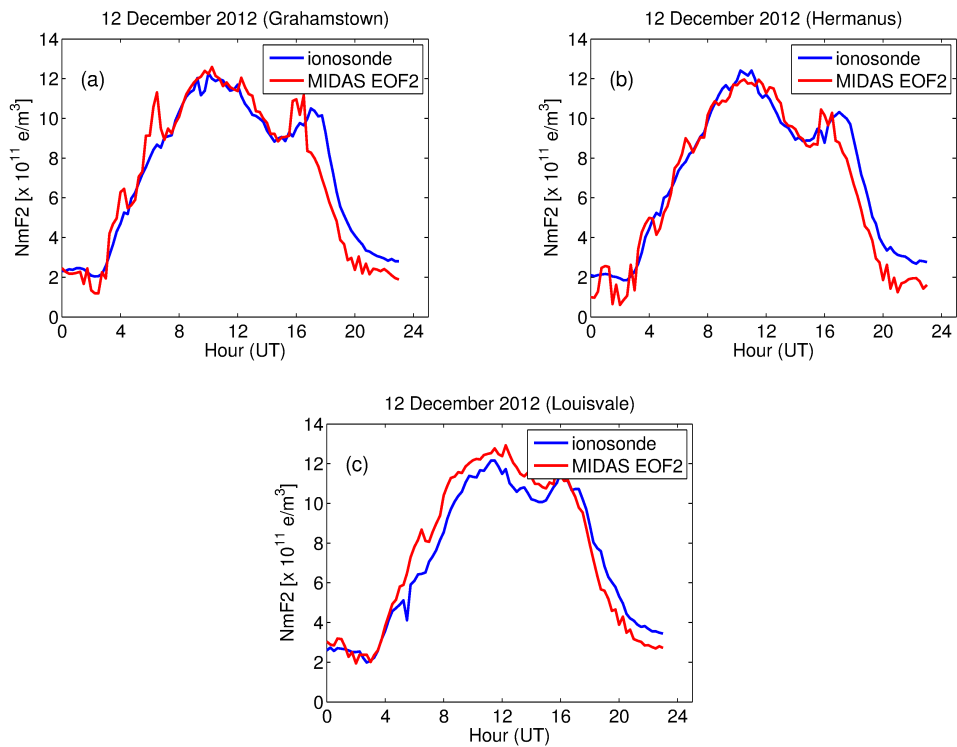 12 December 2012 (Grahamstown)
14
12
10
8
6
4
2
0
NmF2 [x 10^11 e/m^3]
(a)
ionosonde
MIDAS EOF2
0 4 8 12 16 20 24
Hour (UT)
12 December 2012 (Hermanus)
14
12
10
8
6
4
2
0
NmF2 [x 10^11 e/m^3]
(b)
ionosonde
MIDAS EOF2
0 4 8 12 16 20 24
Hour (UT)
12 December 2012 (Louisvale)
14
12
10
8
6
4
2
0
NmF2 [x 10^11 e/m^3]
(c)
ionosonde
MIDAS EOF2
0 4 8 12 16 20 24
Hour (UT)